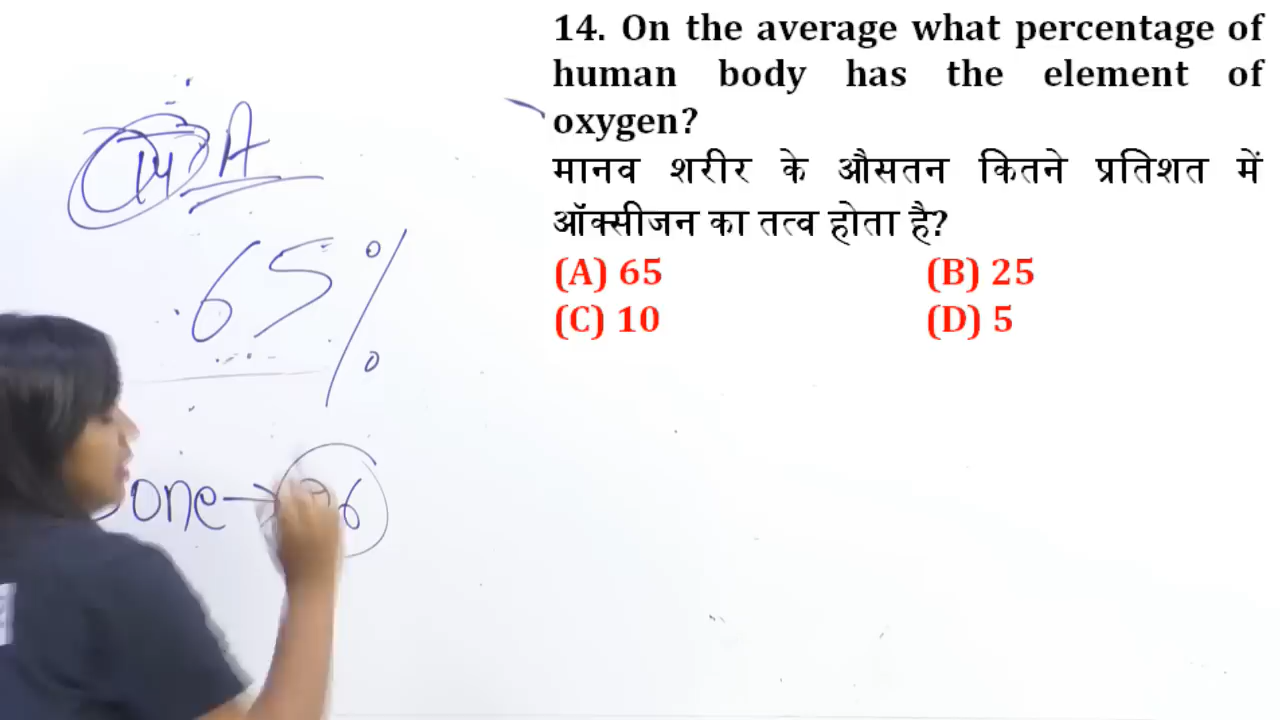 14. On the average what percentage of
human body has the element of
oxygen?
मानव शरीर के औसतन कितने प्रतिशत में
ऑक्सीजन का तत्व होता है?
(A) 65
(B) 25
(C) 10
(D) 5
14 A
65%